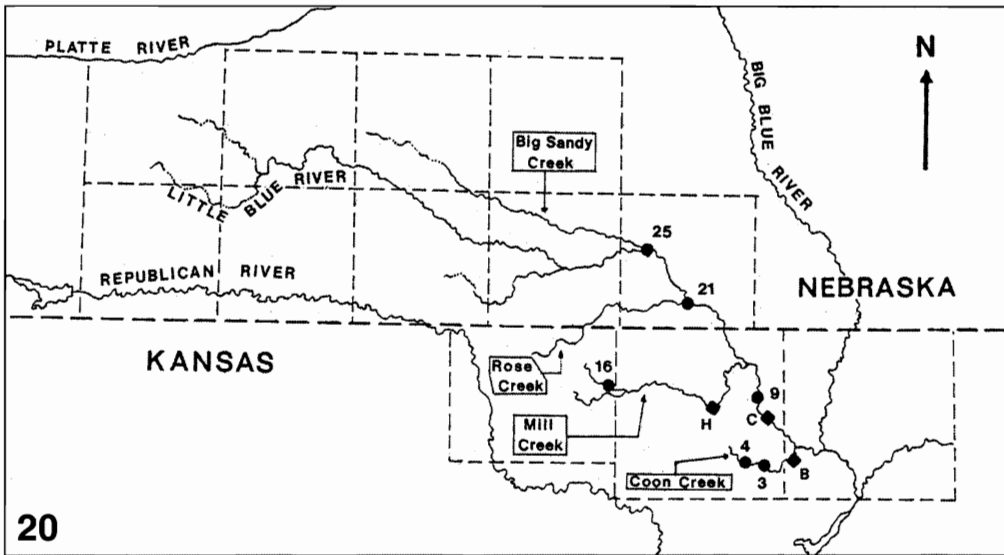 PLATTE RIVER
N
BIG BLUE RIVER
Big Sandy
Creek
LITTLE BLUE RIVER
25
REPUBLICAN RIVER
21
NEBRASKA
KANSAS
Rose
Creek
16
9
H
C
Mill
Creek
4
3
B
Coon Creek
20